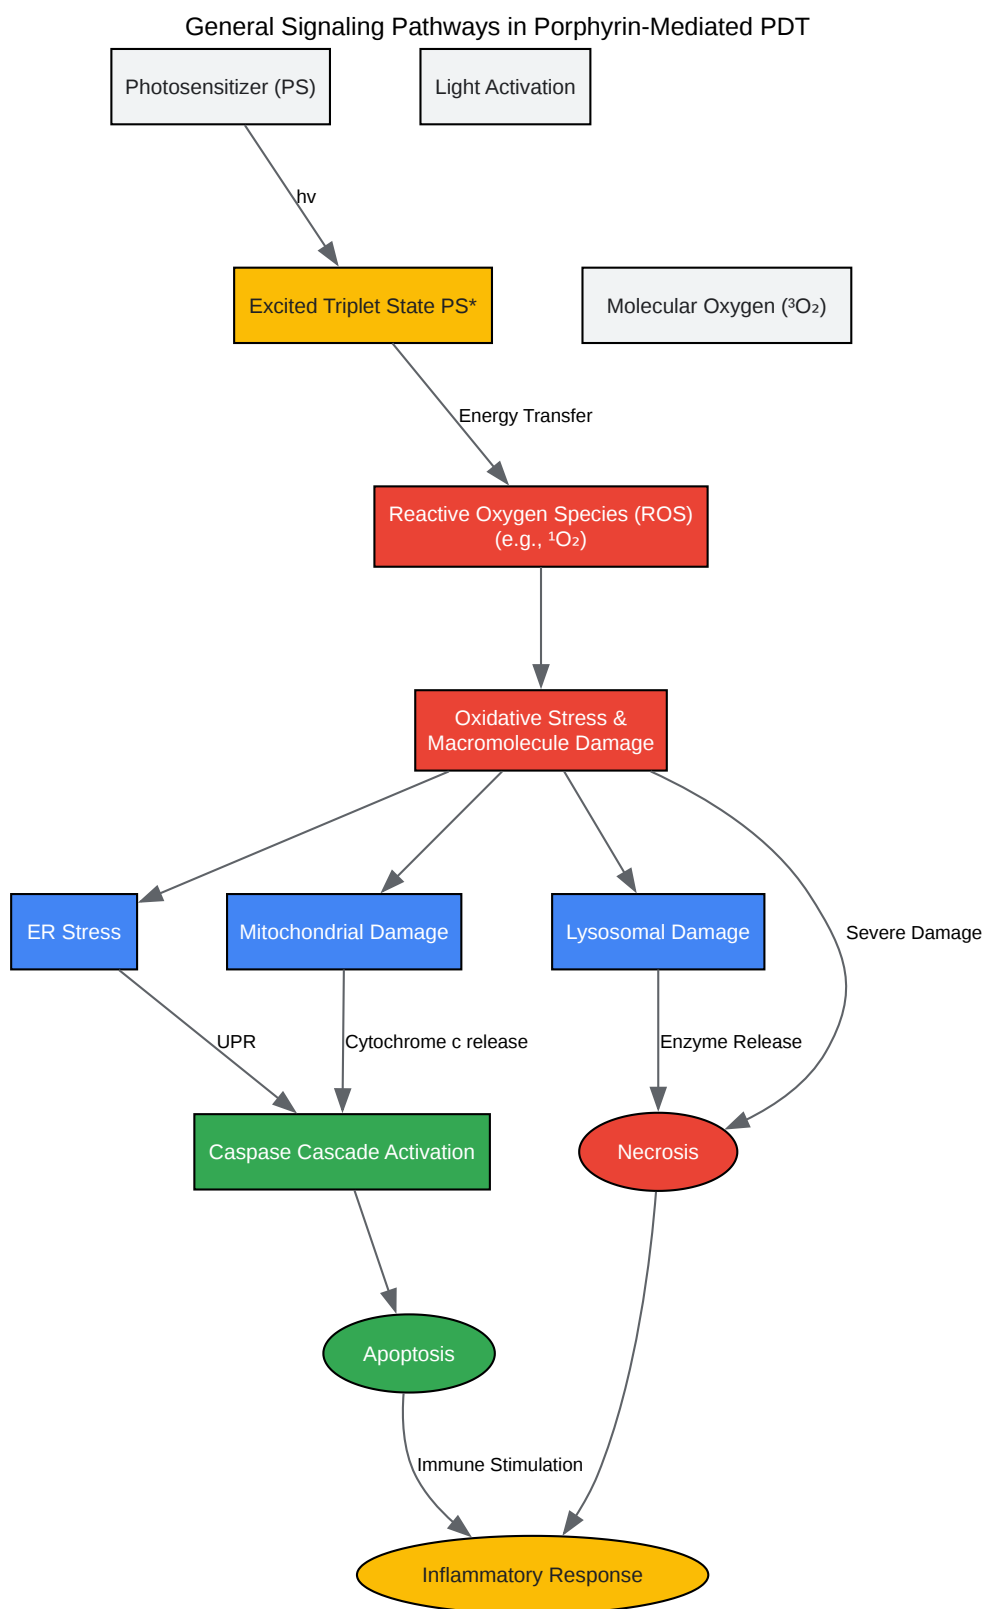 General Signaling Pathways in Porphyrin-Mediated PDT
Photosensitizer (PS)
Light Activation
hv
Excited Triplet State PS*
Molecular Oxygen (³O₂)
Energy Transfer
Reactive Oxygen Species (ROS)
(e.g., ¹O₂)
Oxidative Stress &
Macromolecule Damage
ER Stress
Mitochondrial Damage
Lysosomal Damage
Severe Damage
UPR
Cytochrome c release
Enzyme Release
Caspase Cascade Activation
Necrosis
Apoptosis
Immune Stimulation
Inflammatory Response